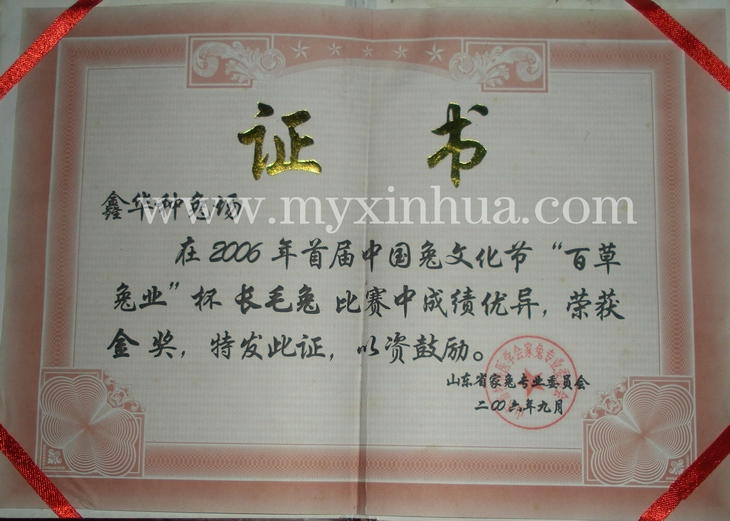 证 书
鑫华种兔场
www.myxinhua.com
在2006年首届中国兔文化节“百草
兔业”杯 长毛兔 比赛中成绩优异，荣获
金 奖，特发此证，以资鼓励。
山东省家兔专业委员会
二〇〇六年九月